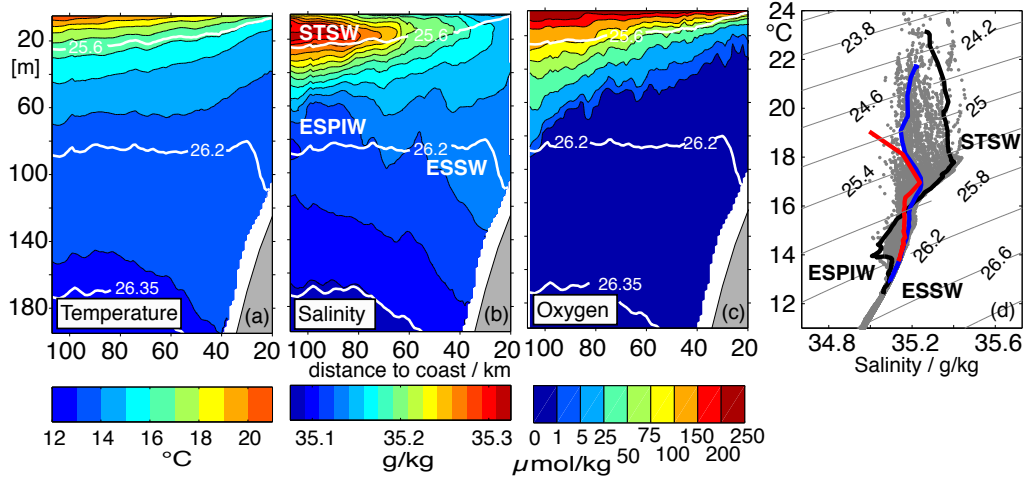 20
[m]
60
100
140
180
25.6
26.2
26.35
Temperature
(a)
100 80 60 40 20
STSW
25.6
ESPIW
26.2
ESSW
26.35
Salinity
(b)
100 80 60 40 20
distance to coast / km
25.6
26.2
26.2
26.35
Oxygen
(c)
100 80 60 40 20
24
°C
22
20
18
16
14
12
23.8
24.2
24.6
25
STSW
25.4
25.8
26.2
ESPIW
ESSW
26.6
(d)
34.8 35.2 35.6
Salinity / g/kg
12 14 16 18 20
°C
35.1 35.2 35.3
g/kg
0 1 5 25 75 150 250
50 100 200
µmol/kg